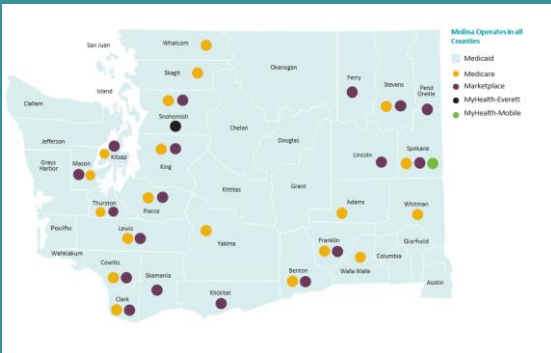 Molina Operates in all
Counties
Medicaid
Medicare
Marketplace
MyHealth-Everett
MyHealth-Mobile
San Juan
Whatcom
Skagit
Okanogan
Ferry
Stevens
Pend
Oreille
Island
Clallam
Snohomish
Chelan
Jefferson
Kitsap
Douglas
Lincoln
Spokane
Grays
Harbor
Mason
King
Kittitas
Grant
Thurston
Pierce
Adams
Whitman
Pacific
Lewis
Yakima
Franklin
Garfield
Wahkiakum
Cowlitz
Skamania
Benton
Walla Walla
Columbia
Clark
Klickitat
Asotin